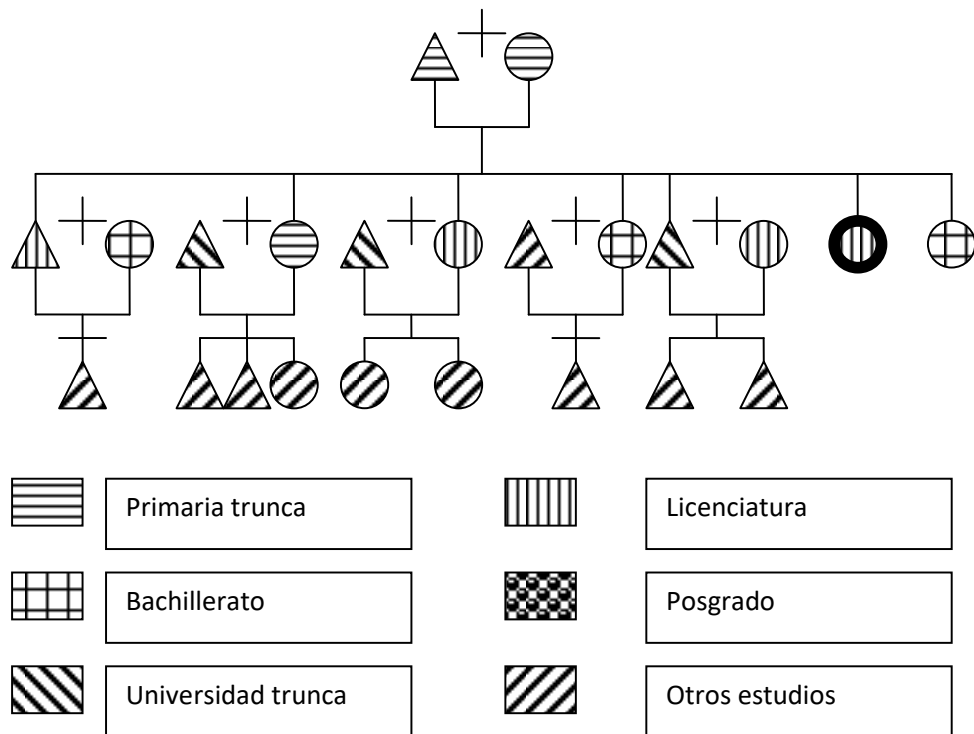 Primaria trunca
Licenciatura
Bachillerato
Posgrado
Universidad trunca
Otros estudios